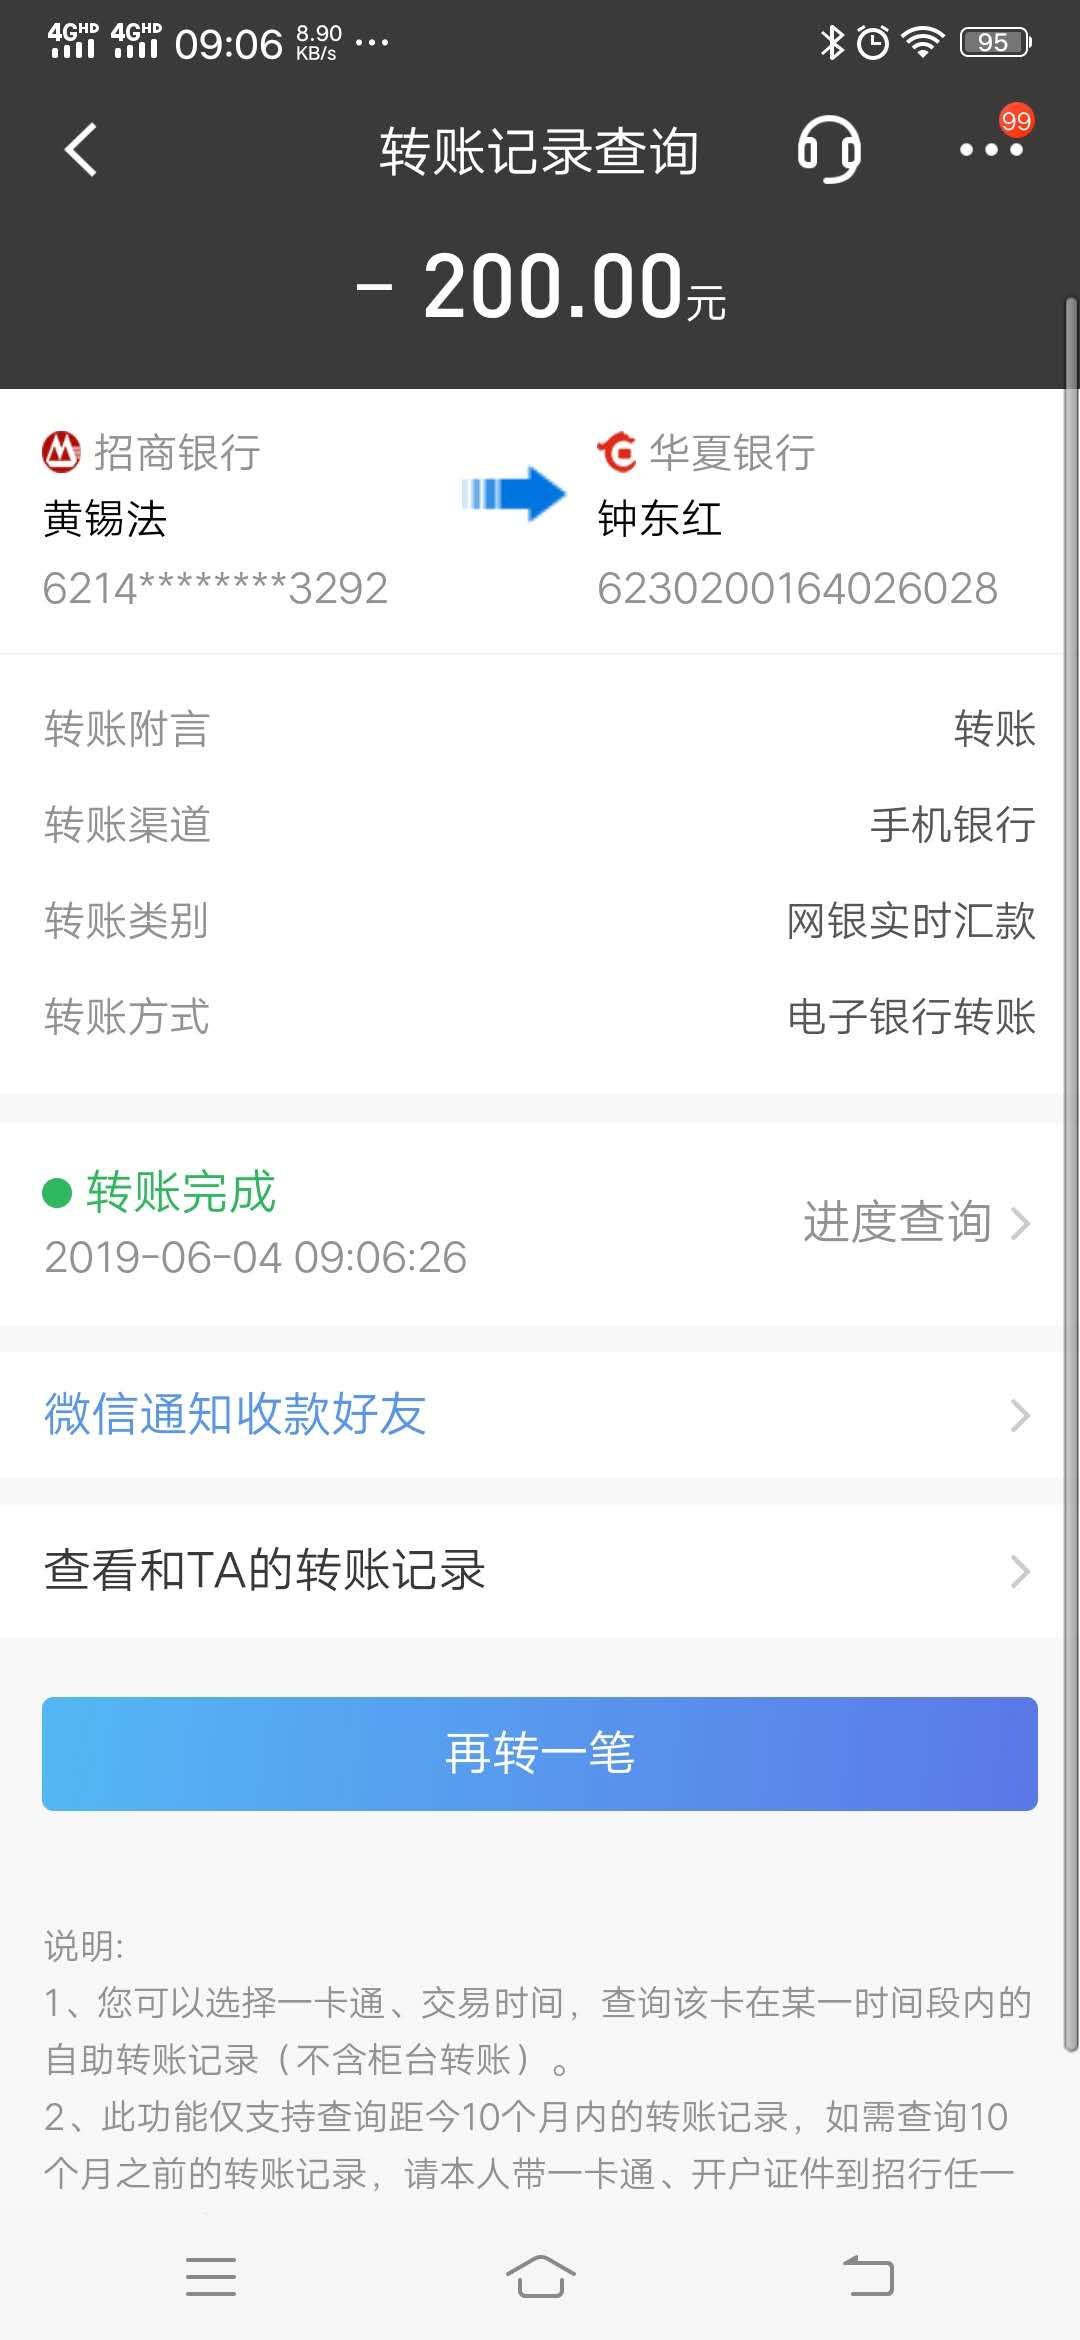 4GHD 4GHD 09:06 8.90 KB/s ··· 95
转账记录查询
99
- 200.00元
招商银行 华夏银行
黄锡法 钟东红
6214********3292 6230200164026028
转账附言 转账
转账渠道 手机银行
转账类别 网银实时汇款
转账方式 电子银行转账
转账完成
2019-06-04 09:06:26
进度查询
微信通知收款好友
查看和TA的转账记录
再转一笔
说明:
1、您可以选择一卡通、交易时间，查询该卡在某一时间段内的
自助转账记录（不含柜台转账）。
2、此功能仅支持查询距今10个月内的转账记录，如需查询10
个月之前的转账记录，请本人带一卡通、开户证件到招行任一